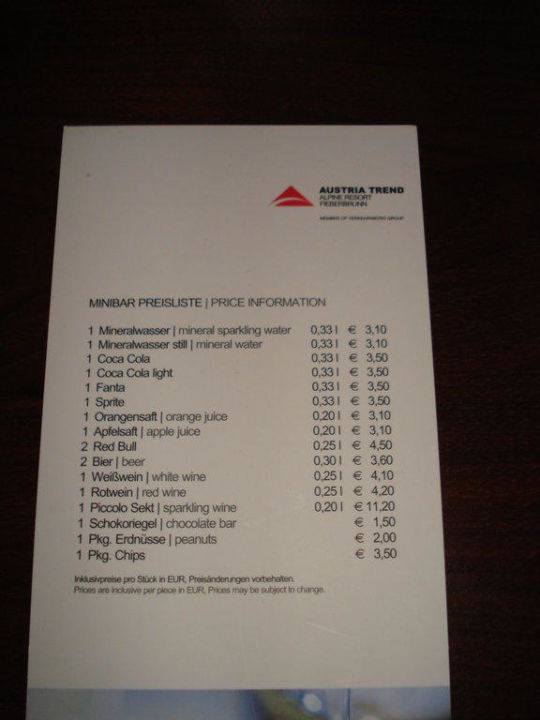 AUSTRIA TREND
ALPINE RESORT
FIEBERBRUNN
MEMBER OF VERKEHRSBÜRO GROUP
MINIBAR PREISLISTE | PRICE INFORMATION
1 Mineralwasser | mineral sparkling water 0,33 l € 3,10
1 Mineralwasser still | mineral water 0,33 l € 3,10
1 Coca Cola 0,33 l € 3,50
1 Coca Cola light 0,33 l € 3,50
1 Fanta 0,33 l € 3,50
1 Sprite 0,33 l € 3,50
1 Orangensaft | orange juice 0,20 l € 3,10
1 Apfelsaft | apple juice 0,20 l € 3,10
2 Red Bull 0,25 l € 4,50
2 Bier | beer 0,30 l € 3,60
1 Weißwein | white wine 0,25 l € 4,10
1 Rotwein | red wine 0,25 l € 4,20
1 Piccolo Sekt | sparkling wine 0,20 l € 11,20
1 Schokoriegel | chocolate bar € 1,50
1 Pkg. Erdnüsse | peanuts € 2,00
1 Pkg. Chips € 3,50
Inklusivpreise pro Stück in EUR, Preisänderungen vorbehalten.
Prices are inclusive per piece in EUR, Prices may be subject to change.